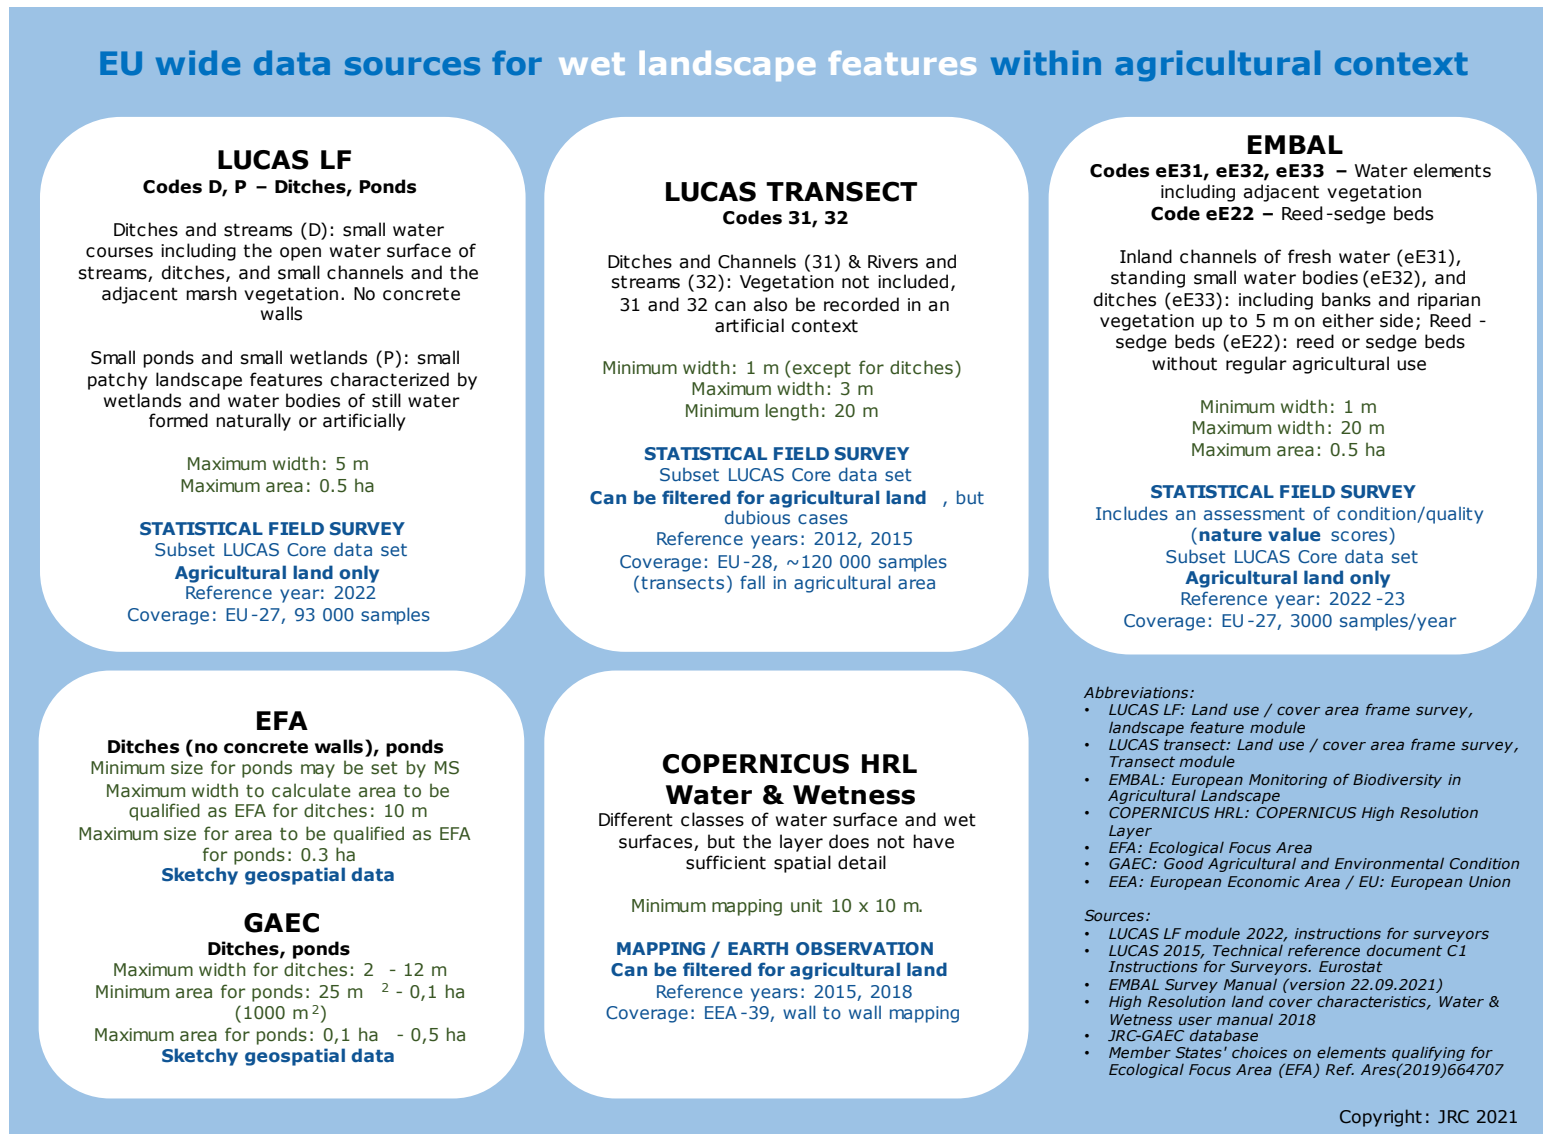 EU wide data sources for wet landscape features within agricultural context
LUCAS LF
Codes D, P – Ditches, Ponds
Ditches and streams (D): small water
courses including the open water surface of
streams, ditches, and small channels and the
adjacent marsh vegetation. No concrete
walls
Small ponds and small wetlands (P): small
patchy landscape features characterized by
wetlands and water bodies of still water
formed naturally or artificially
Maximum width: 5 m
Maximum area: 0.5 ha
STATISTICAL FIELD SURVEY
Subset LUCAS Core data set
Agricultural land only
Reference year: 2022
Coverage: EU-27, 93 000 samples
LUCAS TRANSECT
Codes 31, 32
Ditches and Channels (31) & Rivers and
streams (32): Vegetation not included,
31 and 32 can also be recorded in an
artificial context
Minimum width: 1 m (except for ditches)
Maximum width: 3 m
Minimum length: 20 m
STATISTICAL FIELD SURVEY
Subset LUCAS Core data set
Can be filtered for agricultural land , but
dubious cases
Reference years: 2012, 2015
Coverage: EU-28, ~120 000 samples
(transects) fall in agricultural area
EMBAL
Codes eE31, eE32, eE33 – Water elements
including adjacent vegetation
Code eE22 – Reed-sedge beds
Inland channels of fresh water (eE31),
standing small water bodies (eE32), and
ditches (eE33): including banks and riparian
vegetation up to 5 m on either side; Reed -
sedge beds (eE22): reed or sedge beds
without regular agricultural use
Minimum width: 1 m
Maximum width: 20 m
Maximum area: 0.5 ha
STATISTICAL FIELD SURVEY
Includes an assessment of condition/quality
(nature value scores)
Subset LUCAS Core data set
Agricultural land only
Reference year: 2022-23
Coverage: EU-27, 3000 samples/year
EFA
Ditches (no concrete walls), ponds
Minimum size for ponds may be set by MS
Maximum width to calculate area to be
qualified as EFA for ditches: 10 m
Maximum size for area to be qualified as EFA
for ponds: 0.3 ha
Sketchy geospatial data
GAEC
Ditches, ponds
Maximum width for ditches: 2 - 12 m
Minimum area for ponds: 25 m ² - 0,1 ha
(1000 m²)
Maximum area for ponds: 0,1 ha - 0,5 ha
Sketchy geospatial data
COPERNICUS HRL
Water & Wetness
Different classes of water surface and wet
surfaces, but the layer does not have
sufficient spatial detail
Minimum mapping unit 10 x 10 m.
MAPPING / EARTH OBSERVATION
Can be filtered for agricultural land
Reference years: 2015, 2018
Coverage: EEA-39, wall to wall mapping
Abbreviations:
• LUCAS LF: Land use / cover area frame survey,
landscape feature module
• LUCAS transect: Land use / cover area frame survey,
Transect module
• EMBAL: European Monitoring of Biodiversity in
Agricultural Landscape
• COPERNICUS HRL: COPERNICUS High Resolution
Layer
• EFA: Ecological Focus Area
• GAEC: Good Agricultural and Environmental Condition
• EEA: European Economic Area / EU: European Union
Sources:
• LUCAS LF module 2022, instructions for surveyors
• LUCAS 2015, Technical reference document C1
Instructions for Surveyors. Eurostat
• EMBAL Survey Manual (version 22.09.2021)
• High Resolution land cover characteristics, Water &
Wetness user manual 2018
• JRC-GAEC database
• Member States' choices on elements qualifying for
Ecological Focus Area (EFA) Ref. Ares(2019)664707
Copyright: JRC 2021